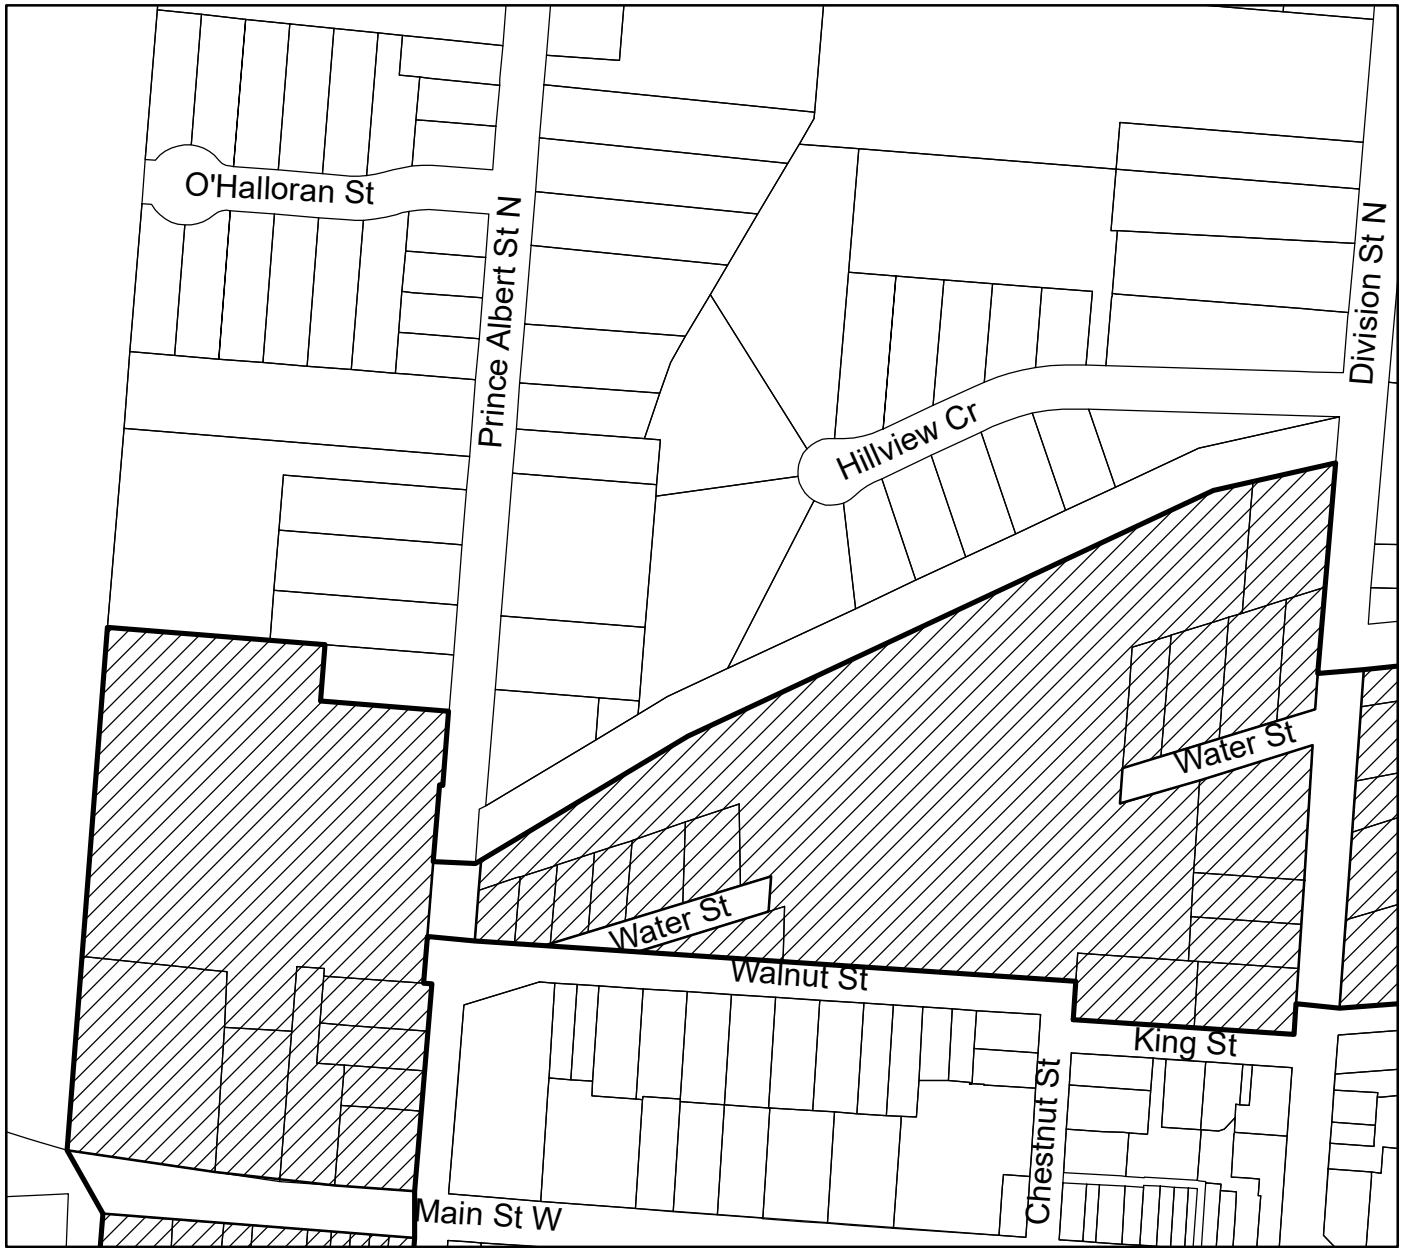 O'Halloran St
Prince Albert St N
Division St N
Hillview Cr
Water St
Water St
Walnut St
King St
Chestnut St
Main St W